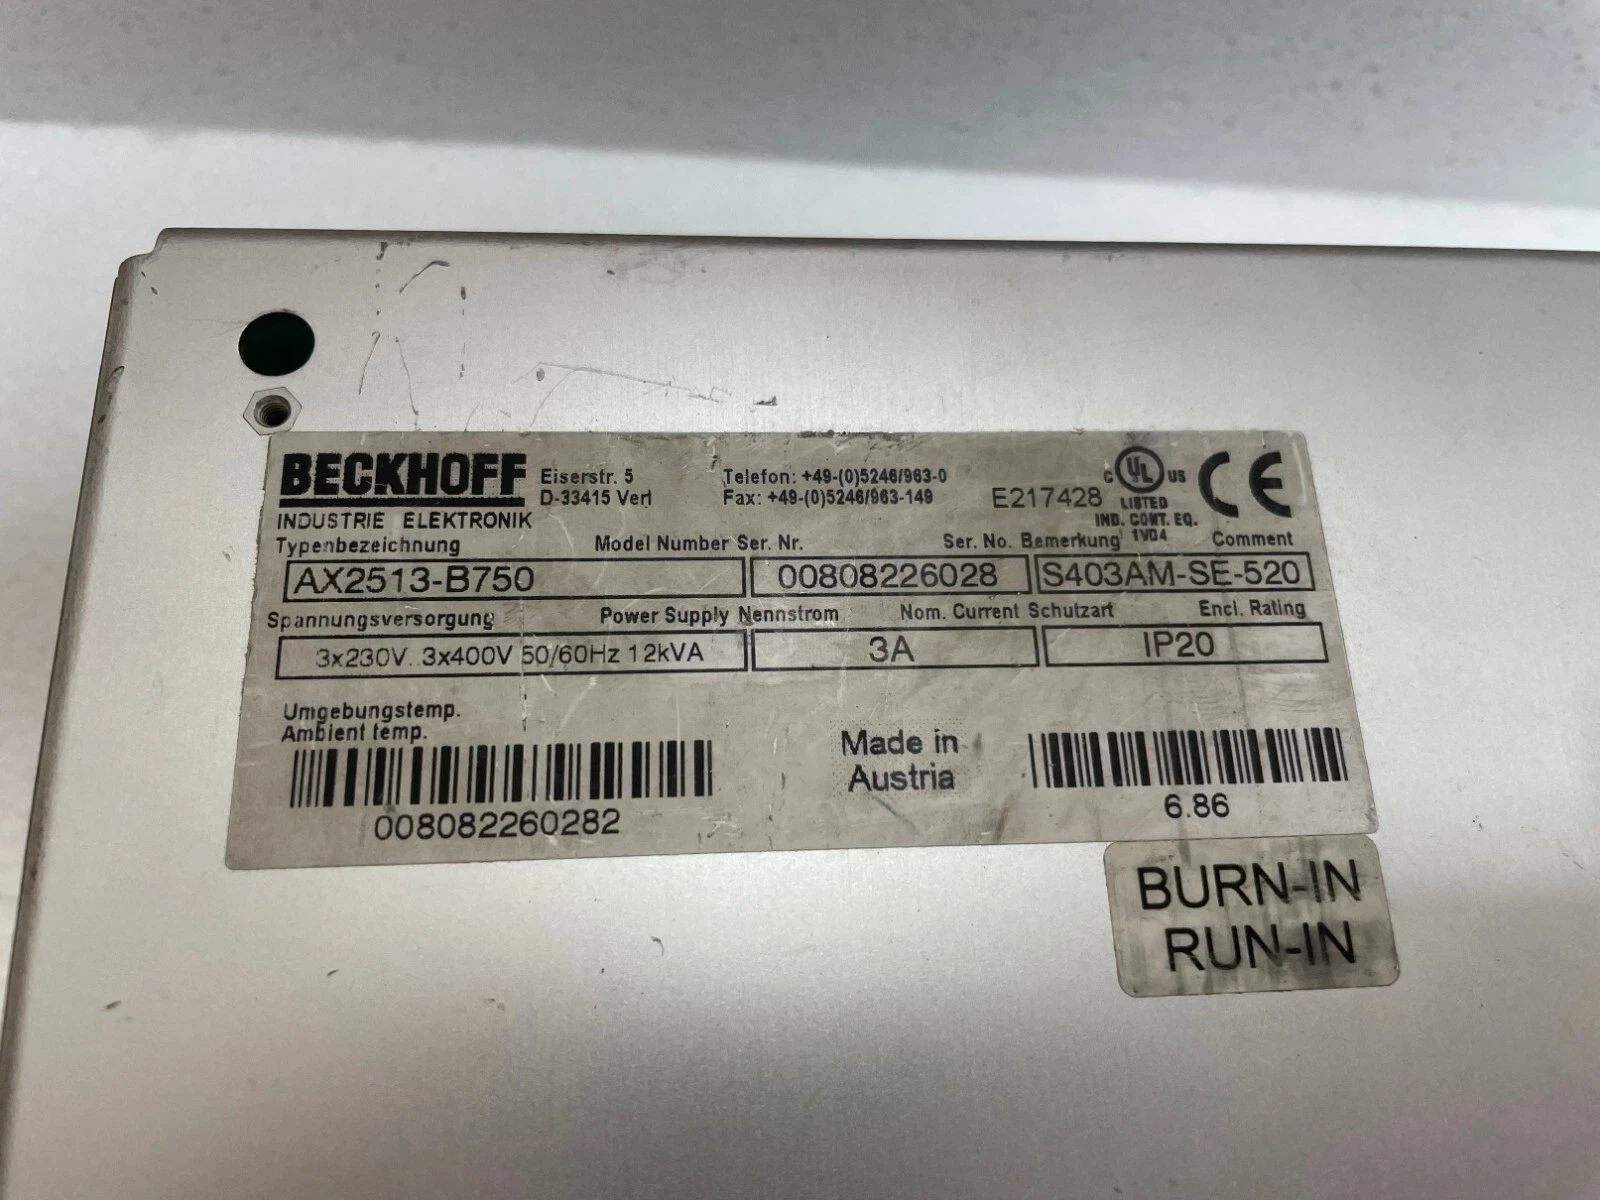 BECKHOFF
INDUSTRIE ELEKTRONIK
Eiserstr. 5
D-33415 Verl
Telefon: +49-(0)5246/963-0
Fax: +49-(0)5246/963-149
E217428
C UL US
LISTED
IND. CONT. EQ.
1VD4
CE
Typenbezeichnung Model Number Ser. Nr. Ser. No. Bemerkung Comment
AX2513-B750 00808226028 S403AM-SE-520
Spannungsversorgung Power Supply Nennstrom Nom. Current Schutzart Encl. Rating
3x230V..3x400V 50/60Hz 12kVA 3A IP20
Umgebungstemp.
Ambient temp.
008082260282
Made in
Austria
6.86
BURN-IN
RUN-IN